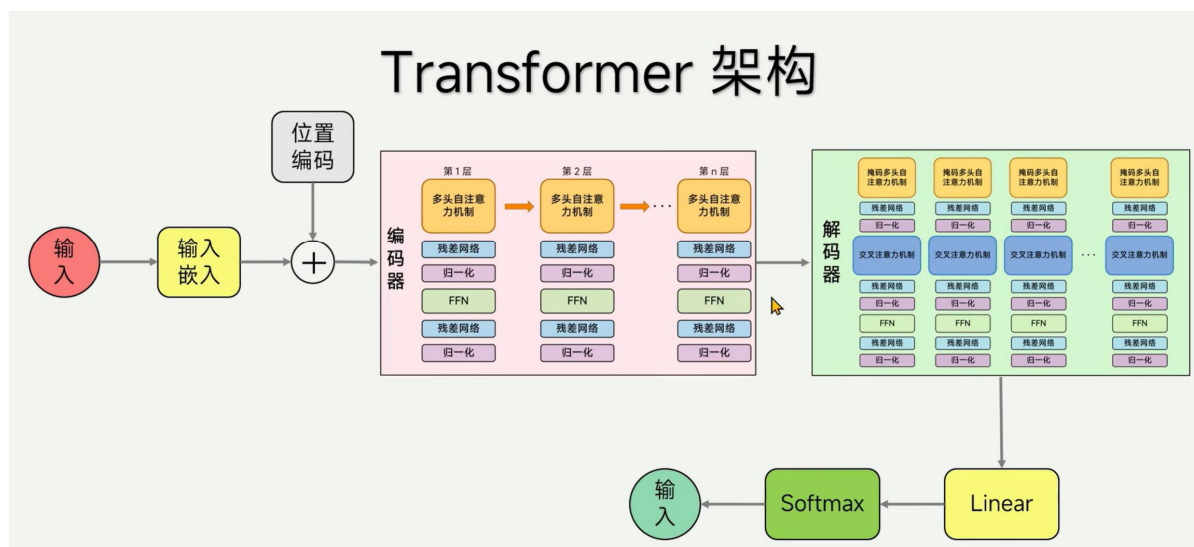 Transformer 架构
位置
编码
输
入
输入
嵌入
+
编
码
器
第1层
多头自注意
力机制
残差网络
归一化
FFN
残差网络
归一化
第2层
多头自注意
力机制
残差网络
归一化
FFN
残差网络
归一化
···
第n层
多头自注意
力机制
残差网络
归一化
FFN
残差网络
归一化
解
码
器
掩码多头自
注意力机制
残差网络
归一化
交叉注意力机制
残差网络
归一化
FFN
残差网络
归一化
掩码多头自
注意力机制
残差网络
归一化
交叉注意力机制
残差网络
归一化
FFN
残差网络
归一化
掩码多头自
注意力机制
残差网络
归一化
交叉注意力机制
残差网络
归一化
FFN
残差网络
归一化
···
掩码多头自
注意力机制
残差网络
归一化
交叉注意力机制
残差网络
归一化
FFN
残差网络
归一化
Linear
Softmax
输
入